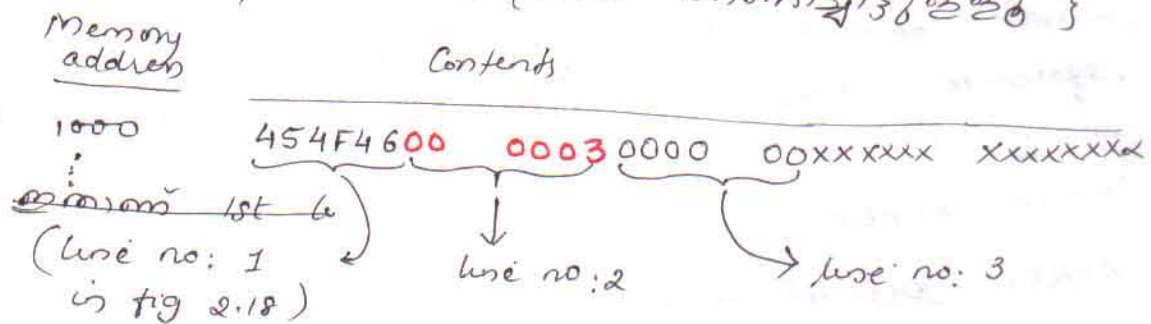 Memory
address
Contents
1000
454F4600 00030000 00xxxxxx xxxxxxxx
1st
(line no: 1
in fig 2.18)
line no:2
line no: 3